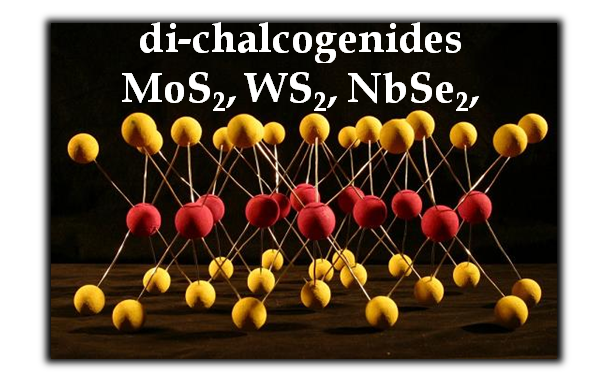 di-chalcogenides
MoS₂, WS₂, NbSe₂,